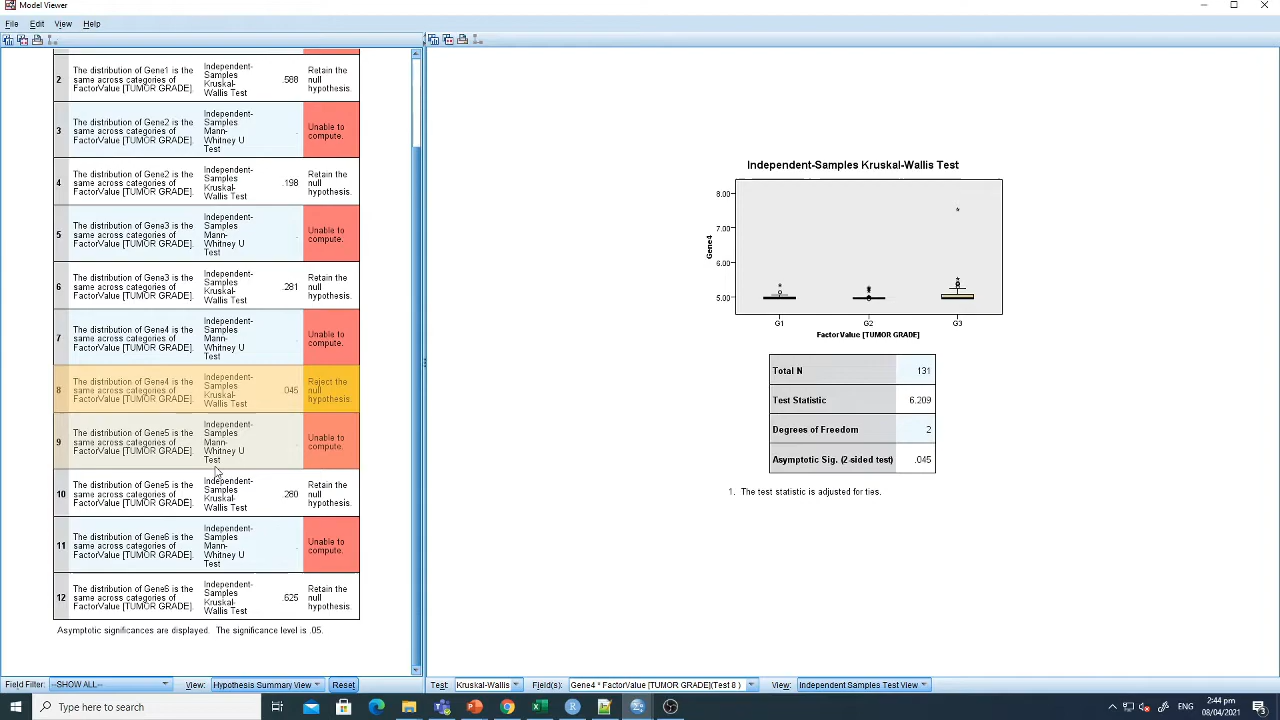 Model Viewer
File Edit View Help
2 The distribution of Gene1 is the same across categories of FactorValue [TUMOR GRADE]. Independent-Samples Kruskal-Wallis Test .588 Retain the null hypothesis.
3 The distribution of Gene2 is the same across categories of FactorValue [TUMOR GRADE]. Independent-Samples Mann-Whitney U Test . Unable to compute.
4 The distribution of Gene2 is the same across categories of FactorValue [TUMOR GRADE]. Independent-Samples Kruskal-Wallis Test .198 Retain the null hypothesis.
5 The distribution of Gene3 is the same across categories of FactorValue [TUMOR GRADE]. Independent-Samples Mann-Whitney U Test . Unable to compute.
6 The distribution of Gene3 is the same across categories of FactorValue [TUMOR GRADE]. Independent-Samples Kruskal-Wallis Test .281 Retain the null hypothesis.
7 The distribution of Gene4 is the same across categories of FactorValue [TUMOR GRADE]. Independent-Samples Mann-Whitney U Test . Unable to compute.
8 The distribution of Gene4 is the same across categories of FactorValue [TUMOR GRADE]. Independent-Samples Kruskal-Wallis Test .045 Reject the null hypothesis.
9 The distribution of Gene5 is the same across categories of FactorValue [TUMOR GRADE]. Independent-Samples Mann-Whitney U Test . Unable to compute.
10 The distribution of Gene5 is the same across categories of FactorValue [TUMOR GRADE]. Independent-Samples Kruskal-Wallis Test .280 Retain the null hypothesis.
11 The distribution of Gene6 is the same across categories of FactorValue [TUMOR GRADE]. Independent-Samples Mann-Whitney U Test . Unable to compute.
12 The distribution of Gene6 is the same across categories of FactorValue [TUMOR GRADE]. Independent-Samples Kruskal-Wallis Test .625 Retain the null hypothesis.
Asymptotic significances are displayed. The significance level is .05.
Field Filter: --SHOW ALL-- View: Hypothesis Summary View Reset
Independent-Samples Kruskal-Wallis Test
8.00
7.00
6.00
5.00
Gene4
G1 G2 G3
FactorValue [TUMOR GRADE]
Total N 131
Test Statistic 6.209
Degrees of Freedom 2
Asymptotic Sig. (2-sided test) .045
1. The test statistic is adjusted for ties.
Test: Kruskal-Wallis Field(s): Gene4 * FactorValue [TUMOR GRADE](Test 8 ) View: Independent Samples Test View
Type here to search
ENG
2:44 pm
08/04/2021